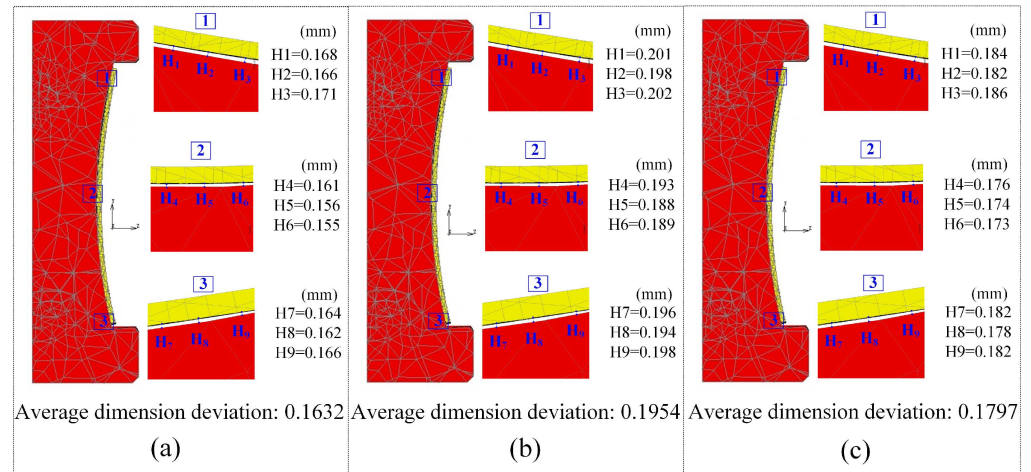 1
(mm)
H1=0.168
H2=0.166
H3=0.171
H₁
H₂
H₃
1
2
(mm)
H4=0.161
H5=0.156
H6=0.155
H₄
H₅
H₆
2
3
(mm)
H7=0.164
H8=0.162
H9=0.166
H₇
H₈
H₉
3
Average dimension deviation: 0.1632
(a)
1
(mm)
H1=0.201
H2=0.198
H3=0.202
H₁
H₂
H₃
1
2
(mm)
H4=0.193
H5=0.188
H6=0.189
H₄
H₅
H₆
2
3
(mm)
H7=0.196
H8=0.194
H9=0.198
H₇
H₈
H₉
3
Average dimension deviation: 0.1954
(b)
1
(mm)
H1=0.184
H2=0.182
H3=0.186
H₁
H₂
H₃
1
2
(mm)
H4=0.176
H5=0.174
H6=0.173
H₄
H₅
H₆
2
3
(mm)
H7=0.182
H8=0.178
H9=0.182
H₇
H₈
H₉
3
Average dimension deviation: 0.1797
(c)